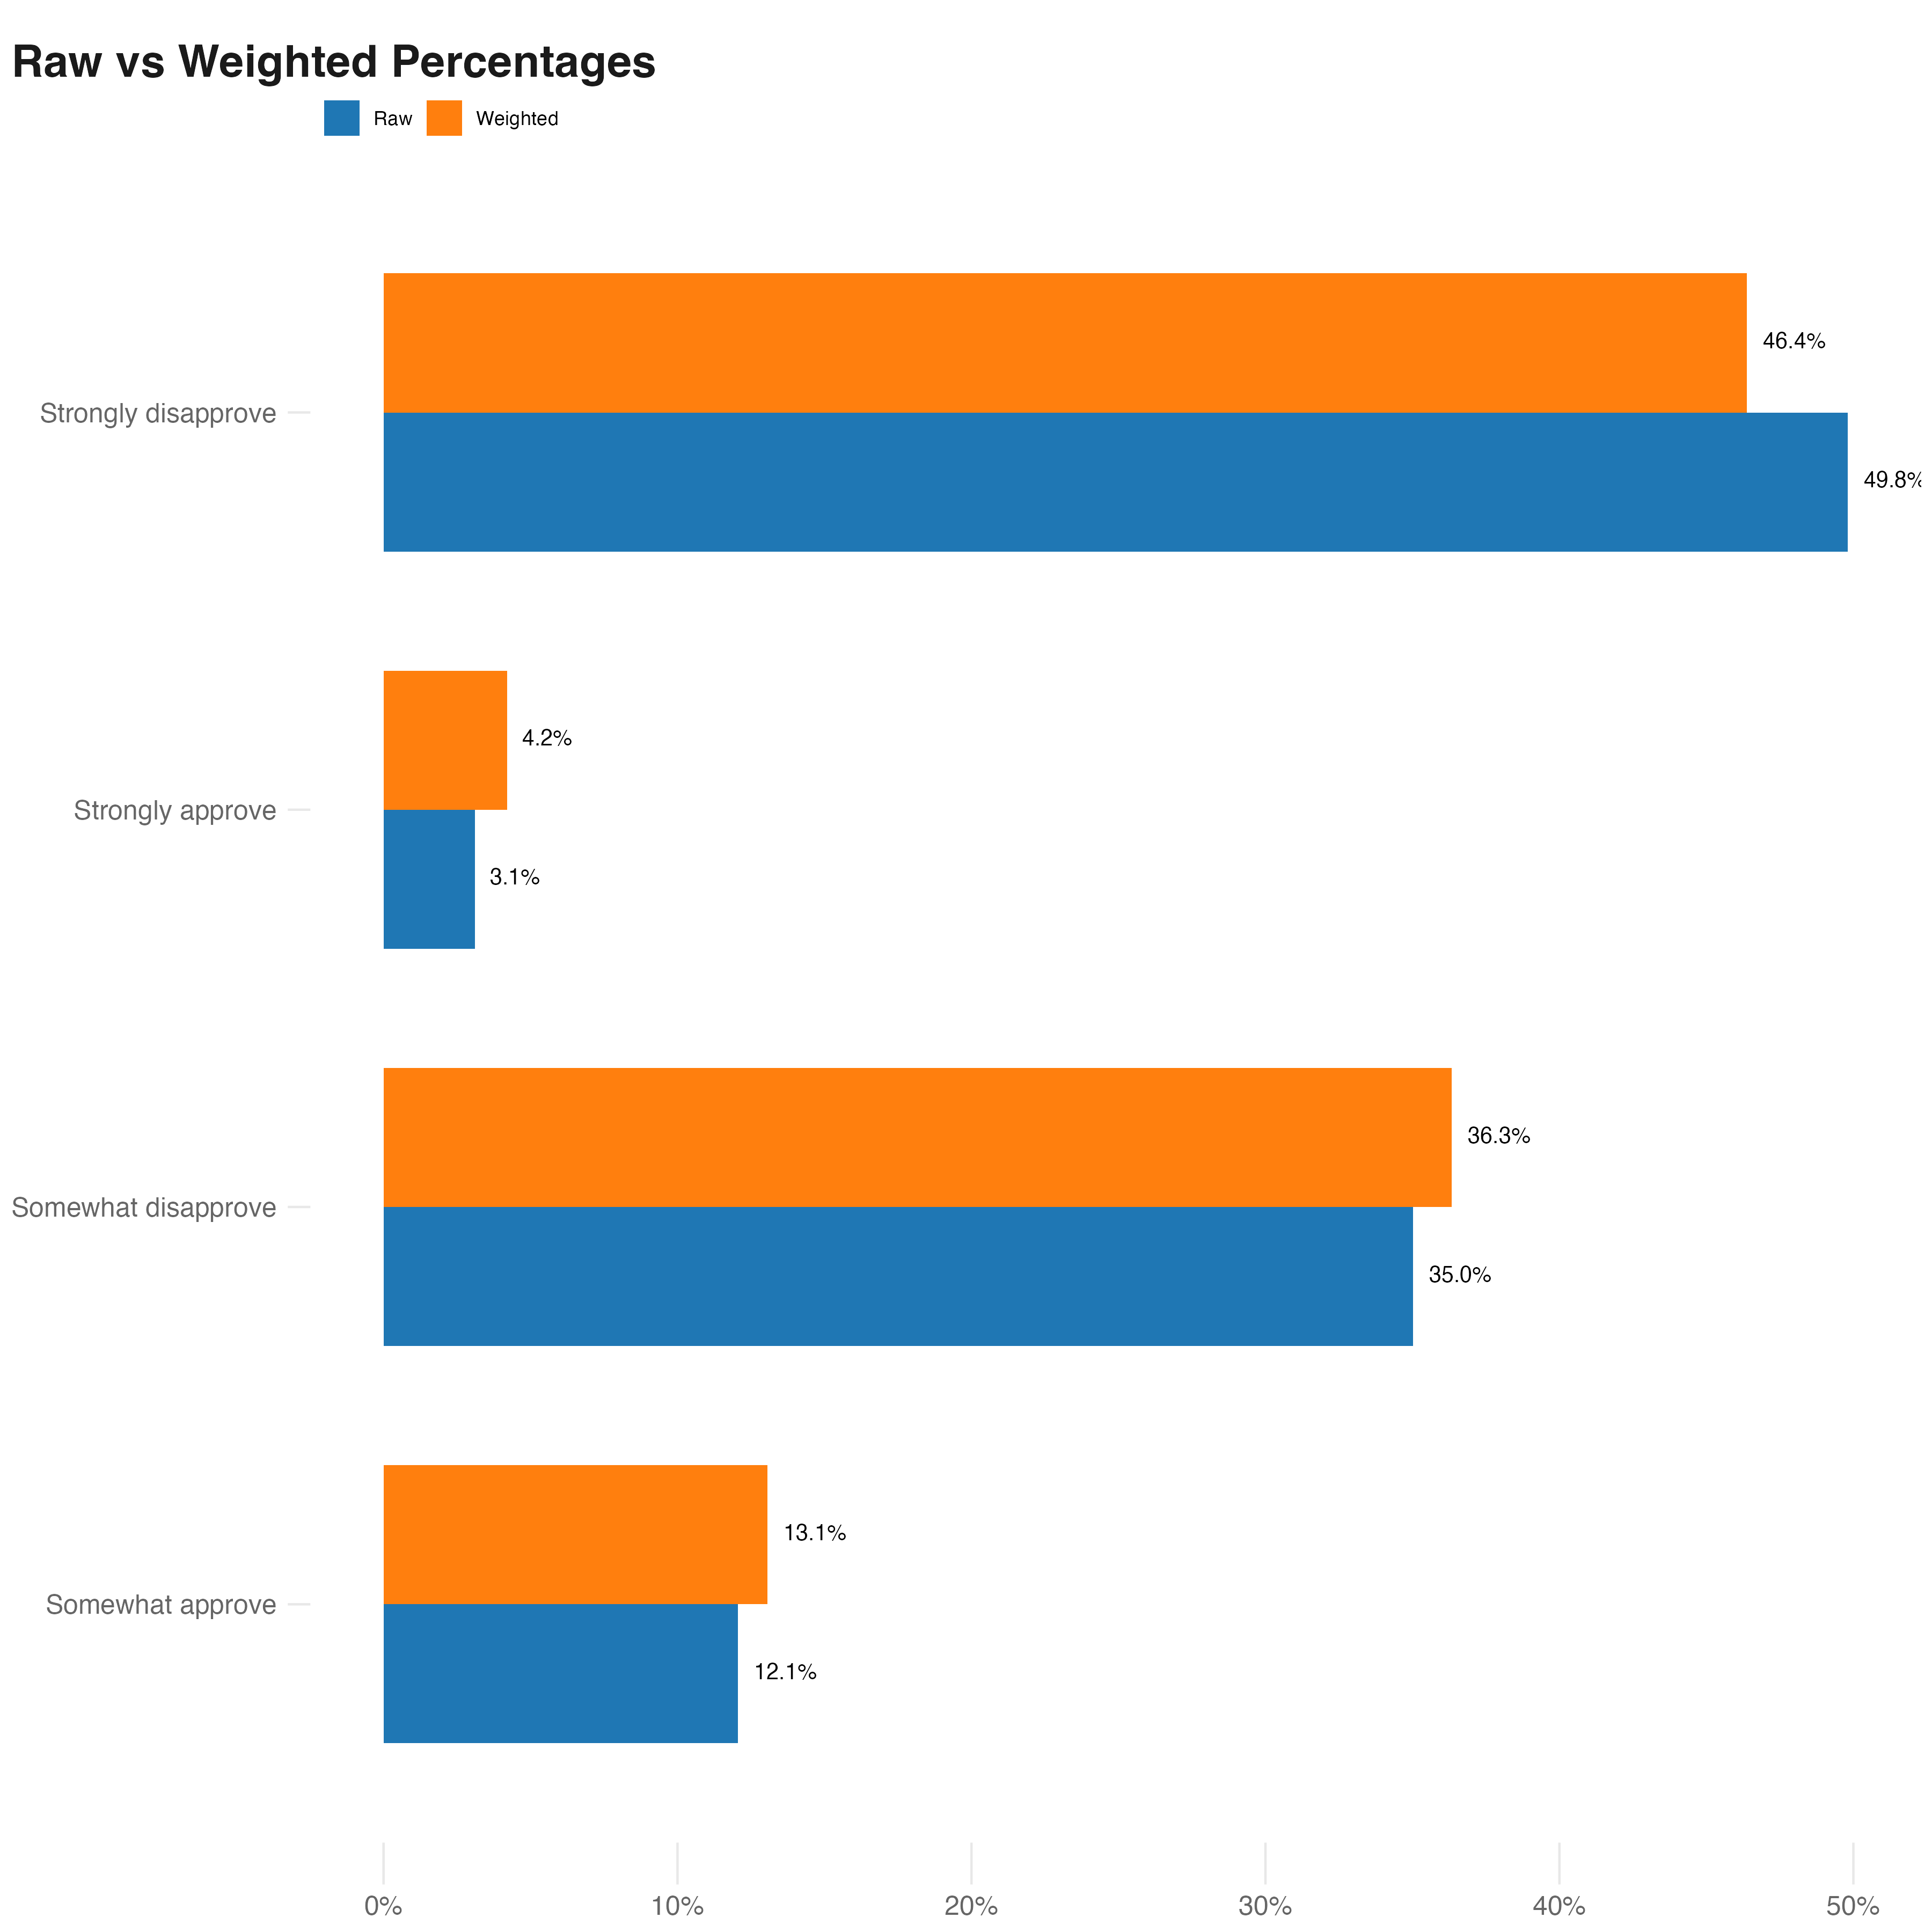 Raw vs Weighted Percentages
Raw Weighted
46.4%
Strongly disapprove
49.8%
4.2%
Strongly approve
3.1%
36.3%
Somewhat disapprove
35.0%
13.1%
Somewhat approve
12.1%
0% 10% 20% 30% 40% 50%